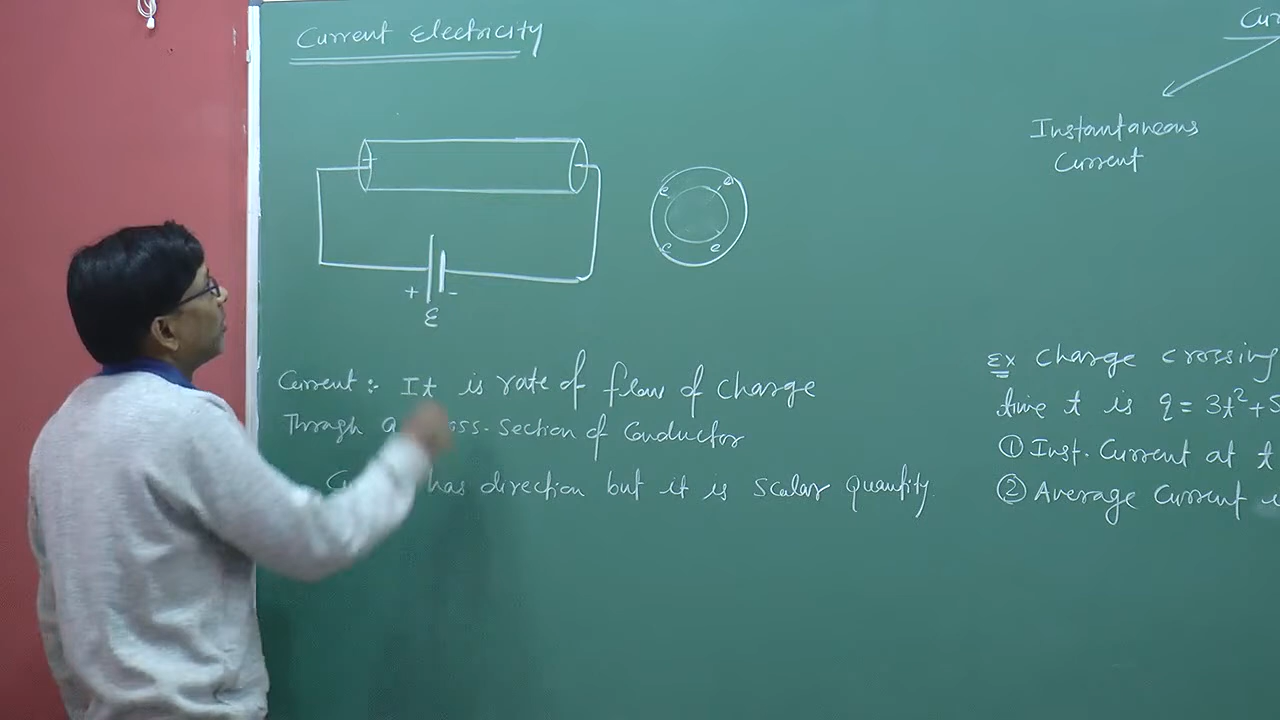 Current Electricity
e e
e e
+ -
ε
Current :- It is rate of flow of charge
Through a Cross-Section of Conductor
has direction but it is scalar quantity.
Instantaneous
Current
Ex Charge crossing
time t is q = 3t² + 5
① Inst. Current at t
② Average Current